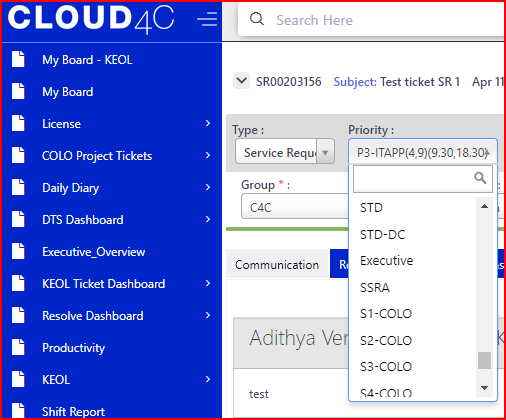 CLOUD4C
Search Here
My Board - KEOL
My Board
License
COLO Project Tickets
Daily Diary
DTS Dashboard
Executive_Overview
KEOL Ticket Dashboard
Resolve Dashboard
Productivity
KEOL
Shift Report
SR00203156 Subject: Test ticket SR 1 Apr 11
Type : Priority :
Service Requ P3-ITAPP(4,9)(9.30,18.30)
Group * :
C4C
STD
STD-DC
Executive
SSRA
S1-COLO
S2-COLO
S3-COLO
S4-COLO
Communication
Adithya Ver
test